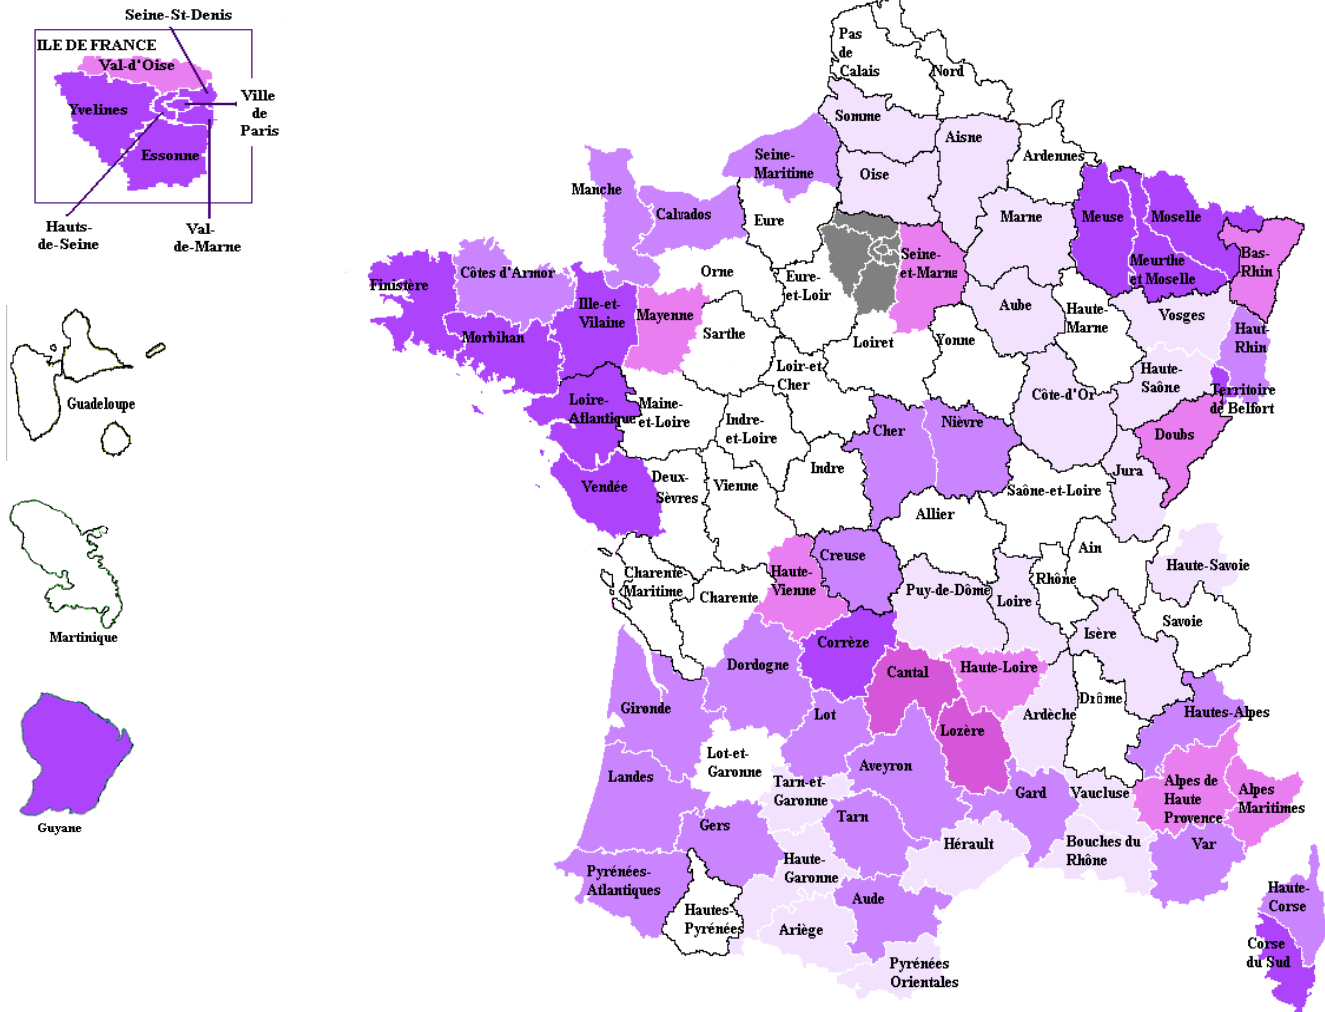 Seine-St-Denis
ILE DE FRANCE
Val-d'Oise
Yvelines
Ville
de
Paris
Essonne
Hauts-
de-Seine
Val-
de-Marne
Guadeloupe
Martinique
Guyane
Pas
de
Calais
Nord
Somme
Aisne
Ardennes
Seine-
Maritime
Oise
Manche
Calvados
Eure
Marne
Meuse
Moselle
Meurthe
et Moselle
Bas-
Rhin
Seine-
et-Marne
Finistère
Côtes d'Armor
Orne
Eure-
et-Loir
Ille-et-
Vilaine
Mayenne
Aube
Haute-
Marne
Vosges
Haut-
Rhin
Morbihan
Sarthe
Loiret
Yonne
Loir-et
Cher
Haute-
Saône
Territoire
de Belfort
Loire-
Atlantique
Maine-
et-Loire
Indre-
et-Loire
Cher
Nièvre
Côte-d'Or
Doubs
Vendée
Deux-
Sèvres
Vienne
Indre
Jura
Saône-et-Loire
Allier
Charente-
Maritime
Charente
Haute-
Vienne
Creuse
Puy-de-Dôme
Loire
Rhône
Ain
Haute-Savoie
Savoie
Isère
Corrèze
Dordogne
Cantal
Haute-Loire
Gironde
Lot
Lozère
Ardèche
Drôme
Hautes-Alpes
Landes
Lot-et-
Garonne
Tarn-et-
Garonne
Aveyron
Gard
Vaucluse
Alpes de
Haute
Provence
Alpes
Maritimes
Gers
Tarn
Hérault
Bouches du
Rhône
Var
Pyrénées-
Atlantiques
Haute-
Garonne
Aude
Hautes-
Pyrénées
Ariège
Pyrénées
Orientales
Haute-
Corse
Corse
du Sud